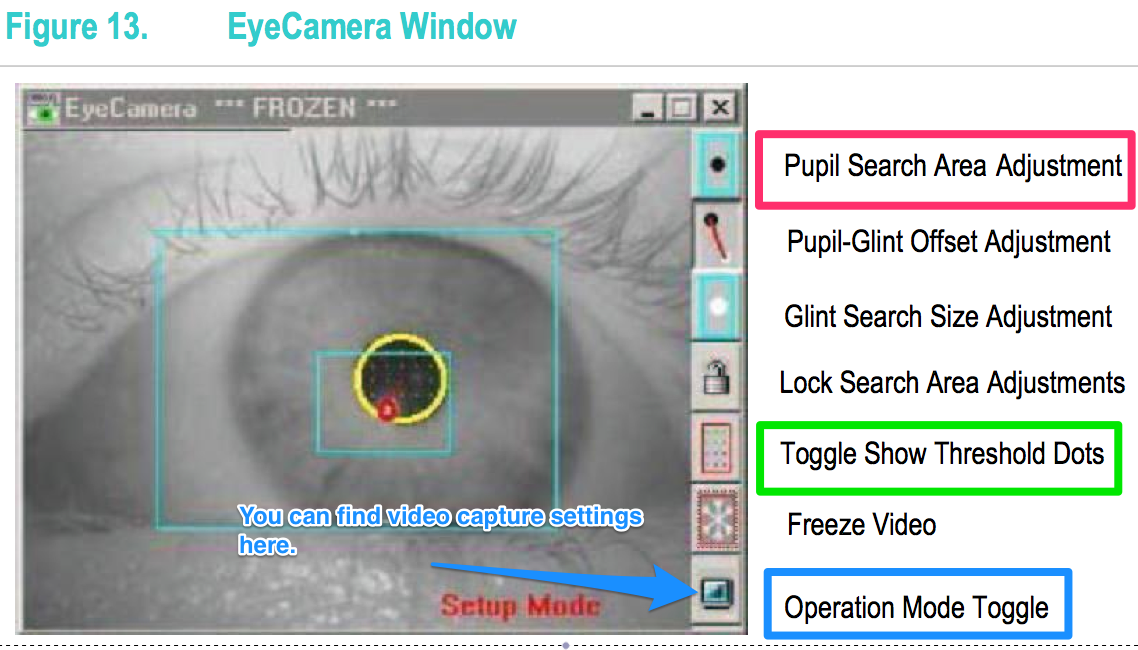 Figure 13. EyeCamera Window
EyeCamera *** FROZEN ***
Pupil Search Area Adjustment
Pupil-Glint Offset Adjustment
Glint Search Size Adjustment
Lock Search Area Adjustments
Toggle Show Threshold Dots
You can find video capture settings
here.
Freeze Video
Setup Mode
Operation Mode Toggle